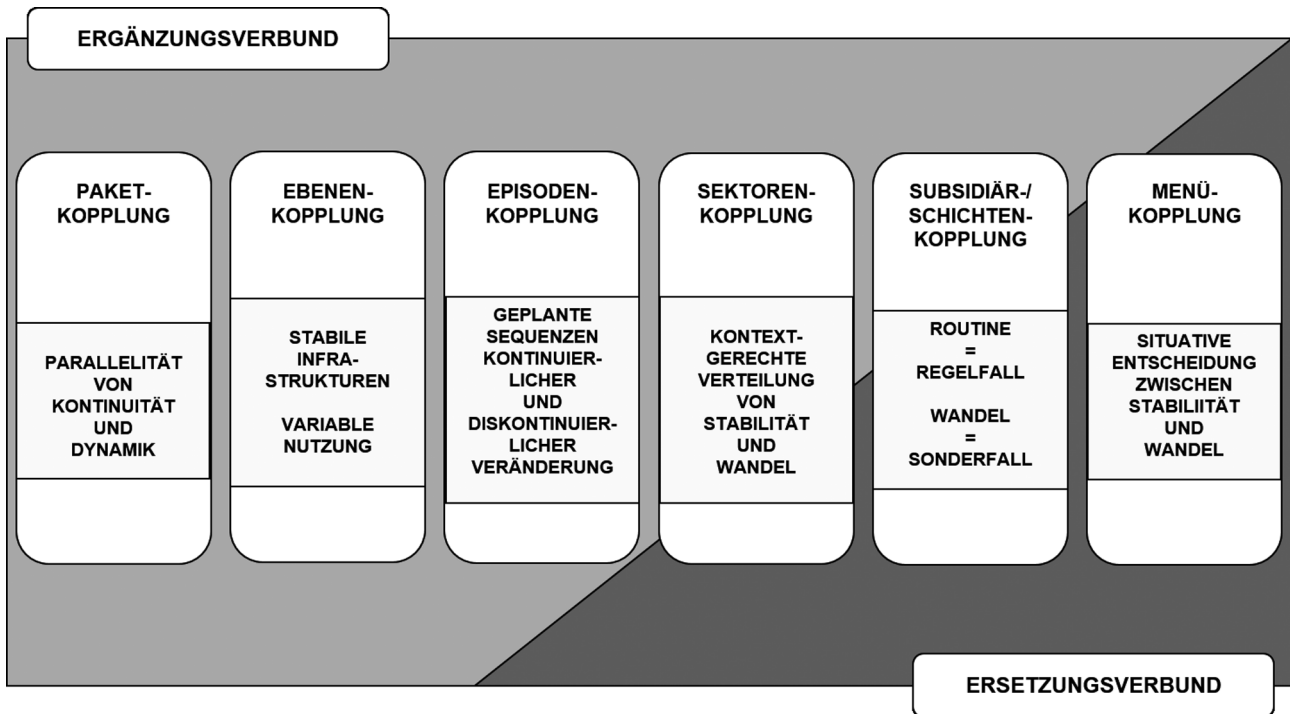 ERGÄNZUNGSVERBUND
PAKET-
KOPPLUNG
PARALLELITÄT
VON
KONTINUITÄT
UND
DYNAMIK
EBENEN-
KOPPLUNG
STABILE
INFRA-
STRUKTUREN
VARIABLE
NUTZUNG
EPISODEN-
KOPPLUNG
GEPLANTE
SEQUENZEN
KONTINUIER-
LICHER
UND
DISKONTINUIER-
LICHER
VERÄNDERUNG
SEKTOREN-
KOPPLUNG
KONTEXT-
GERECHTE
VERTEILUNG
VON
STABILITÄT
UND
WANDEL
SUBSIDIÄR-/
SCHICHTEN-
KOPPLUNG
ROUTINE
=
REGELFALL
WANDEL
=
SONDERFALL
MENÜ-
KOPPLUNG
SITUATIVE
ENTSCHEIDUNG
ZWISCHEN
STABILIITÄT
UND
WANDEL
ERSETZUNGSVERBUND